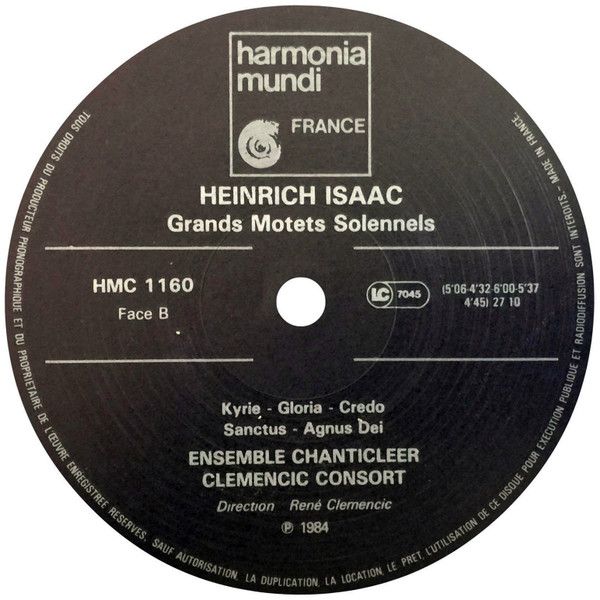 harmonia
mundi
FRANCE
HEINRICH ISAAC
Grands Motets Solennels
HMC 1160
Face B
LC 7045
(5'06-4'32-6'00-5'37
4'45) 27 10
Kyrie - Gloria - Credo
Sanctus - Agnus Dei
ENSEMBLE CHANTICLEER
CLEMENCIC CONSORT
Direction René Clemencic
℗ 1984
TOUS DROITS DU PRODUCTEUR PHONOGRAPHIQUE ET DU PROPRIETAIRE DE L'ŒUVRE ENREGISTREE RESERVES. SAUF AUTORISATION, LA DUPLICATION, LA LOCATION, LE PRET, L'UTILISATION DE CE DISQUE POUR EXECUTION PUBLIQUE ET RADIODIFFUSION SONT INTERDITS.- MADE IN FRANCE.